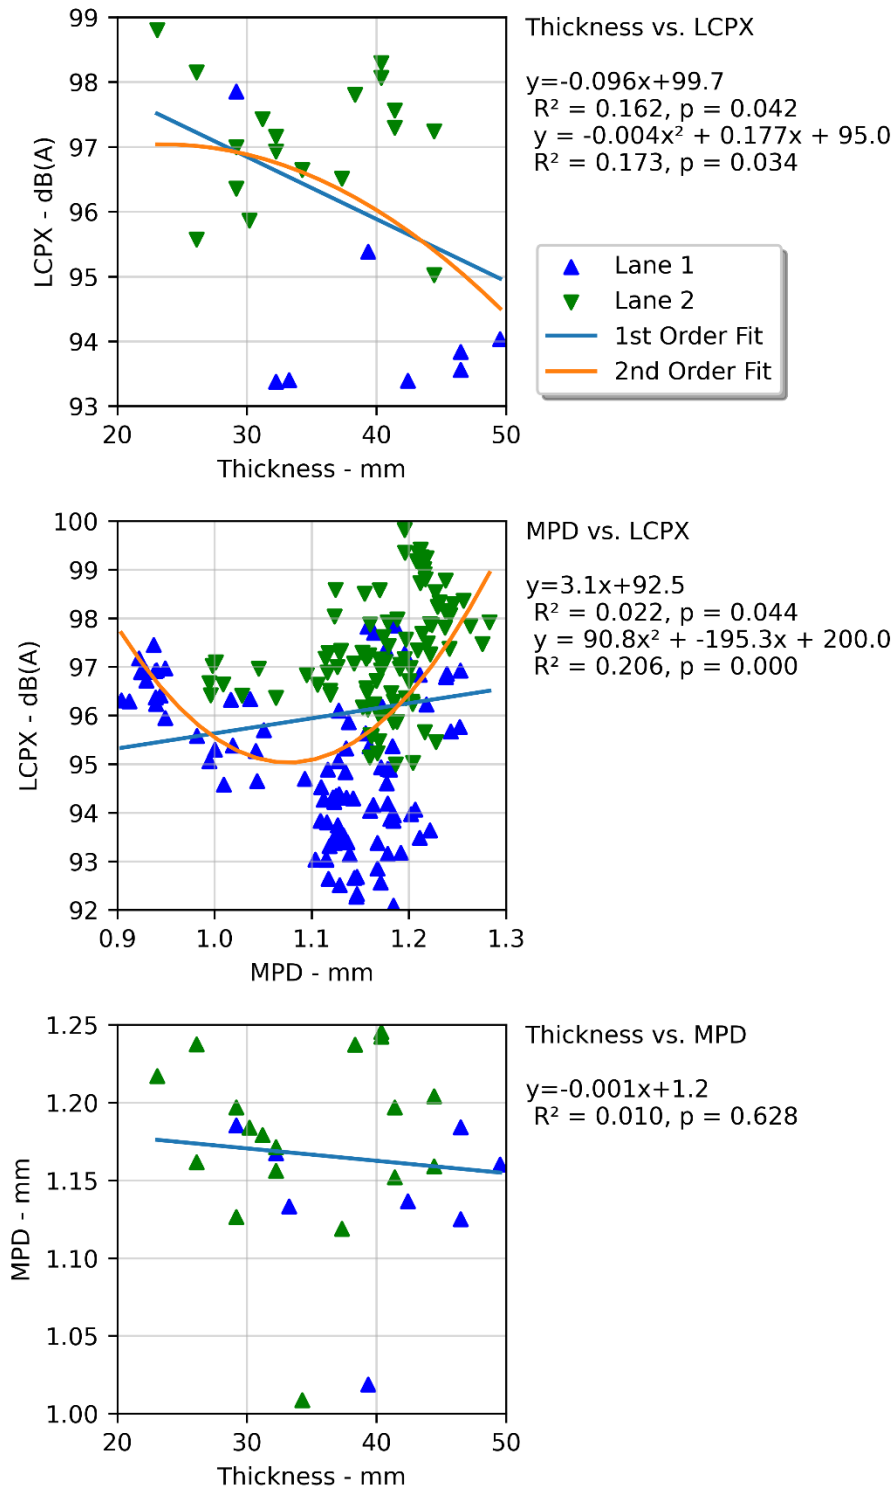 99
98
97
96
95
94
93
LCPX - dB(A)
20 30 40 50
Thickness - mm
Thickness vs. LCPX
y=-0.096x+99.7
R² = 0.162, p = 0.042
y = -0.004x² + 0.177x + 95.0
R² = 0.173, p = 0.034
Lane 1
Lane 2
1st Order Fit
2nd Order Fit
100
99
98
97
96
95
94
93
92
LCPX - dB(A)
0.9 1.0 1.1 1.2 1.3
MPD - mm
MPD vs. LCPX
y=3.1x+92.5
R² = 0.022, p = 0.044
y = 90.8x² + -195.3x + 200.0
R² = 0.206, p = 0.000
1.25
1.20
1.15
1.10
1.05
1.00
MPD - mm
20 30 40 50
Thickness - mm
Thickness vs. MPD
y=-0.001x+1.2
R² = 0.010, p = 0.628